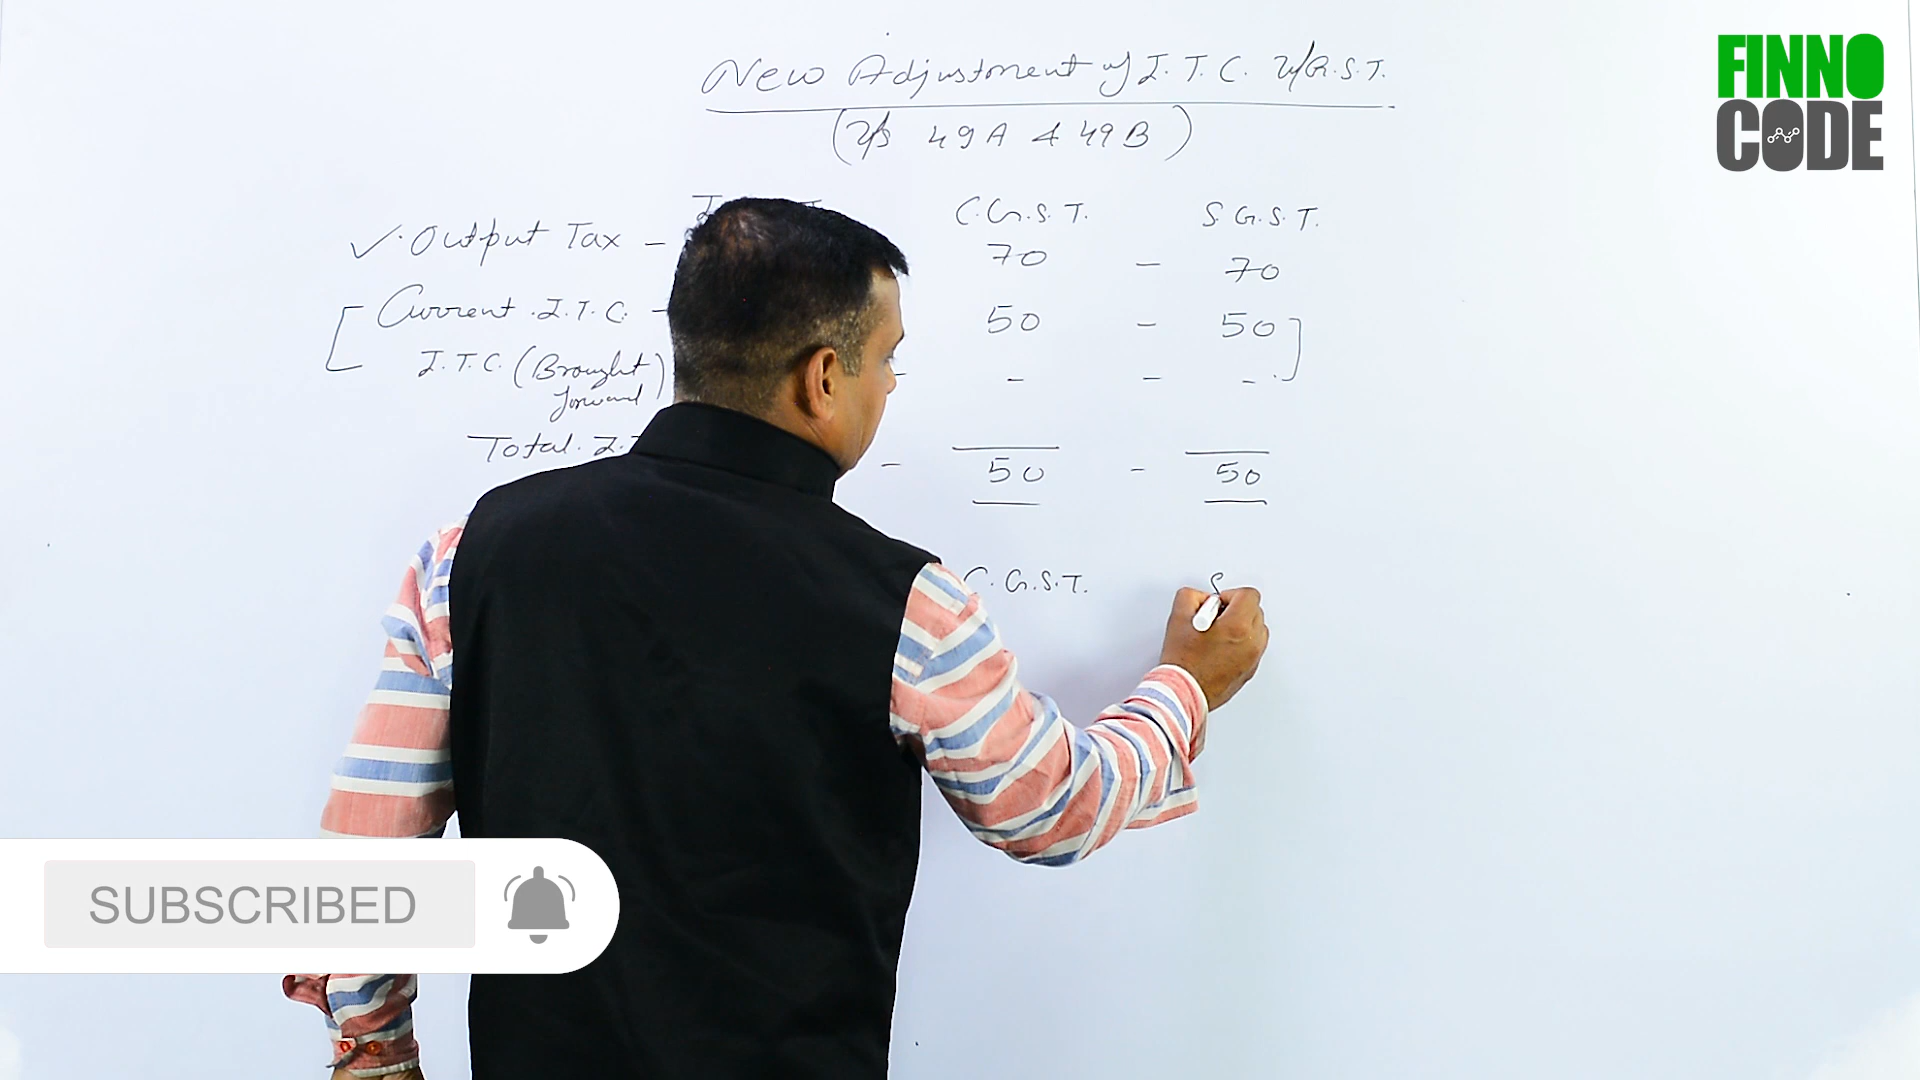 FINNO
CODE
New Adjustment of I.T.C. u/G.S.T.
(u/s 49A & 49B)
C.G.S.T. S.G.S.T.
✓. Output Tax - 70 - 70
Current I.T.C. - 50 - 50
I.T.C. (Brought forward) - - - -
Total - 50 - 50
C.G.S.T. S
SUBSCRIBED